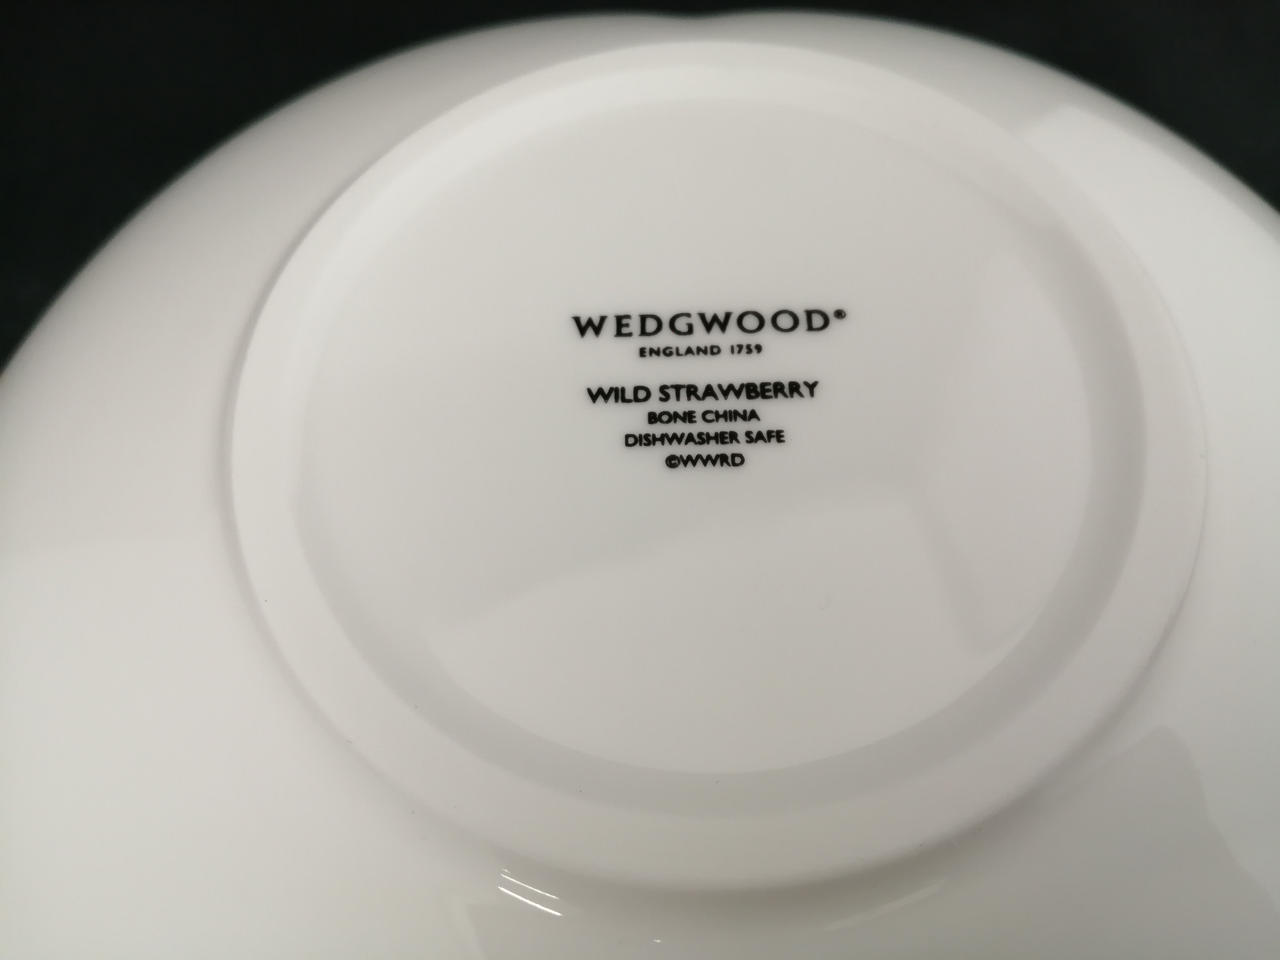 WEDGWOOD®
ENGLAND 1759
WILD STRAWBERRY
BONE CHINA
DISHWASHER SAFE
©WWRD